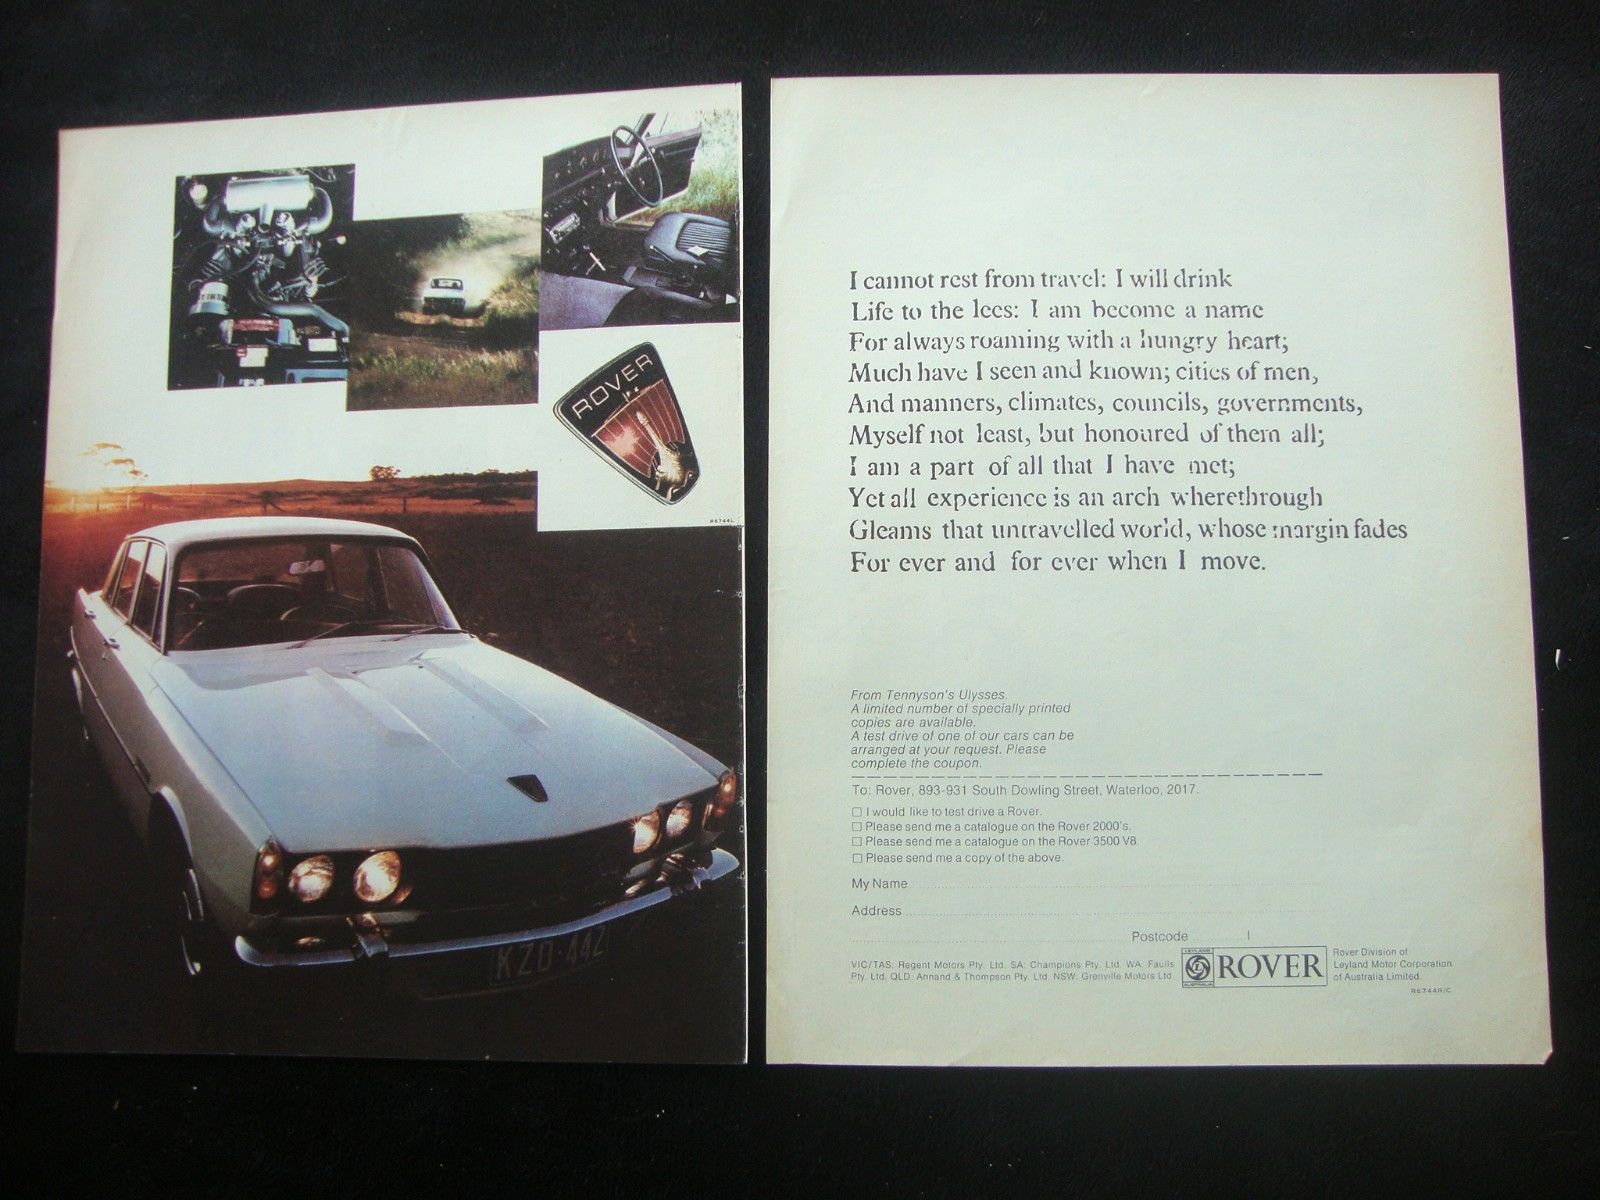 ROVER
R6744L
KZO·442
I cannot rest from travel: I will drink
Life to the lees: I am become a name
For always roaming with a hungry heart;
Much have I seen and known; cities of men,
And manners, climates, councils, governments,
Myself not least, but honoured of them all;
I am a part of all that I have met;
Yet all experience is an arch wherethrough
Gleams that untravelled world, whose margin fades
For ever and for ever when I move.
From Tennyson's Ulysses.
A limited number of specially printed
copies are available.
A test drive of one of our cars can be
arranged at your request. Please
complete the coupon.
To: Rover, 893-931 South Dowling Street, Waterloo, 2017.
I would like to test drive a Rover.
Please send me a catalogue on the Rover 2000's.
Please send me a catalogue on the Rover 3500 V8.
Please send me a copy of the above.
My Name
Address
Postcode
VIC/TAS: Regent Motors Pty. Ltd. SA: Champions Pty. Ltd. WA: Faulls
Pty. Ltd. QLD: Annand & Thompson Pty. Ltd NSW: Grenville Motors Ltd.
LEYLAND
L
AUSTRALIA
ROVER
Rover Division of
Leyland Motor Corporation
of Australia Limited.
R6744R/C